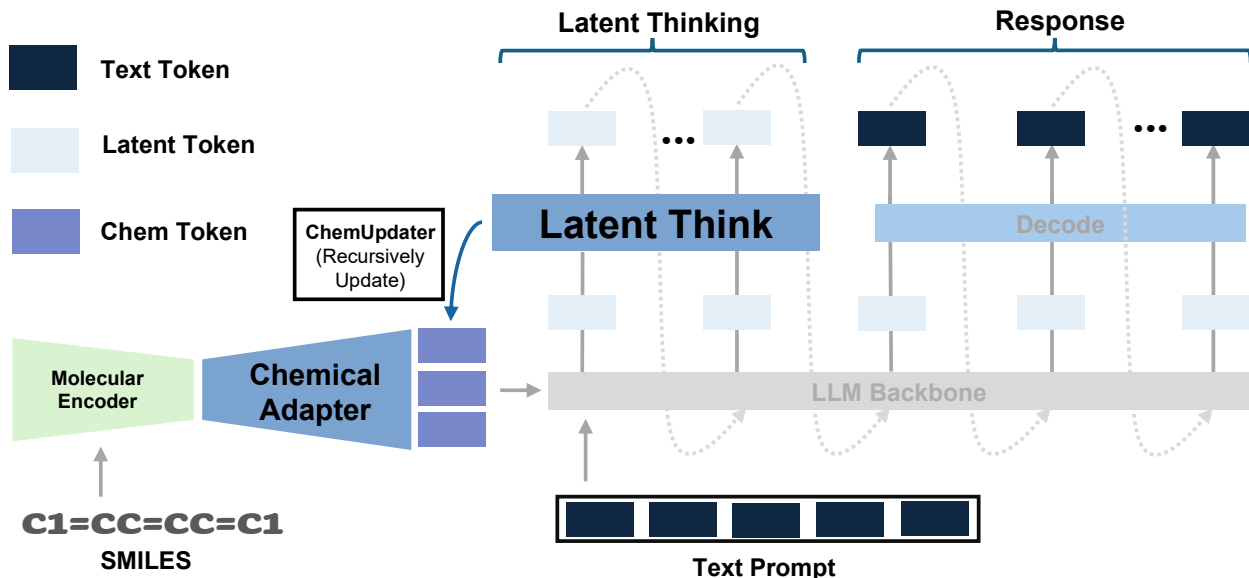 Latent Thinking
Response
Text Token
Latent Token
Chem Token
ChemUpdater
(Recursively
Update)
Latent Think
Decode
Molecular
Encoder
Chemical
Adapter
LLM Backbone
C1=CC=CC=C1
SMILES
Text Prompt